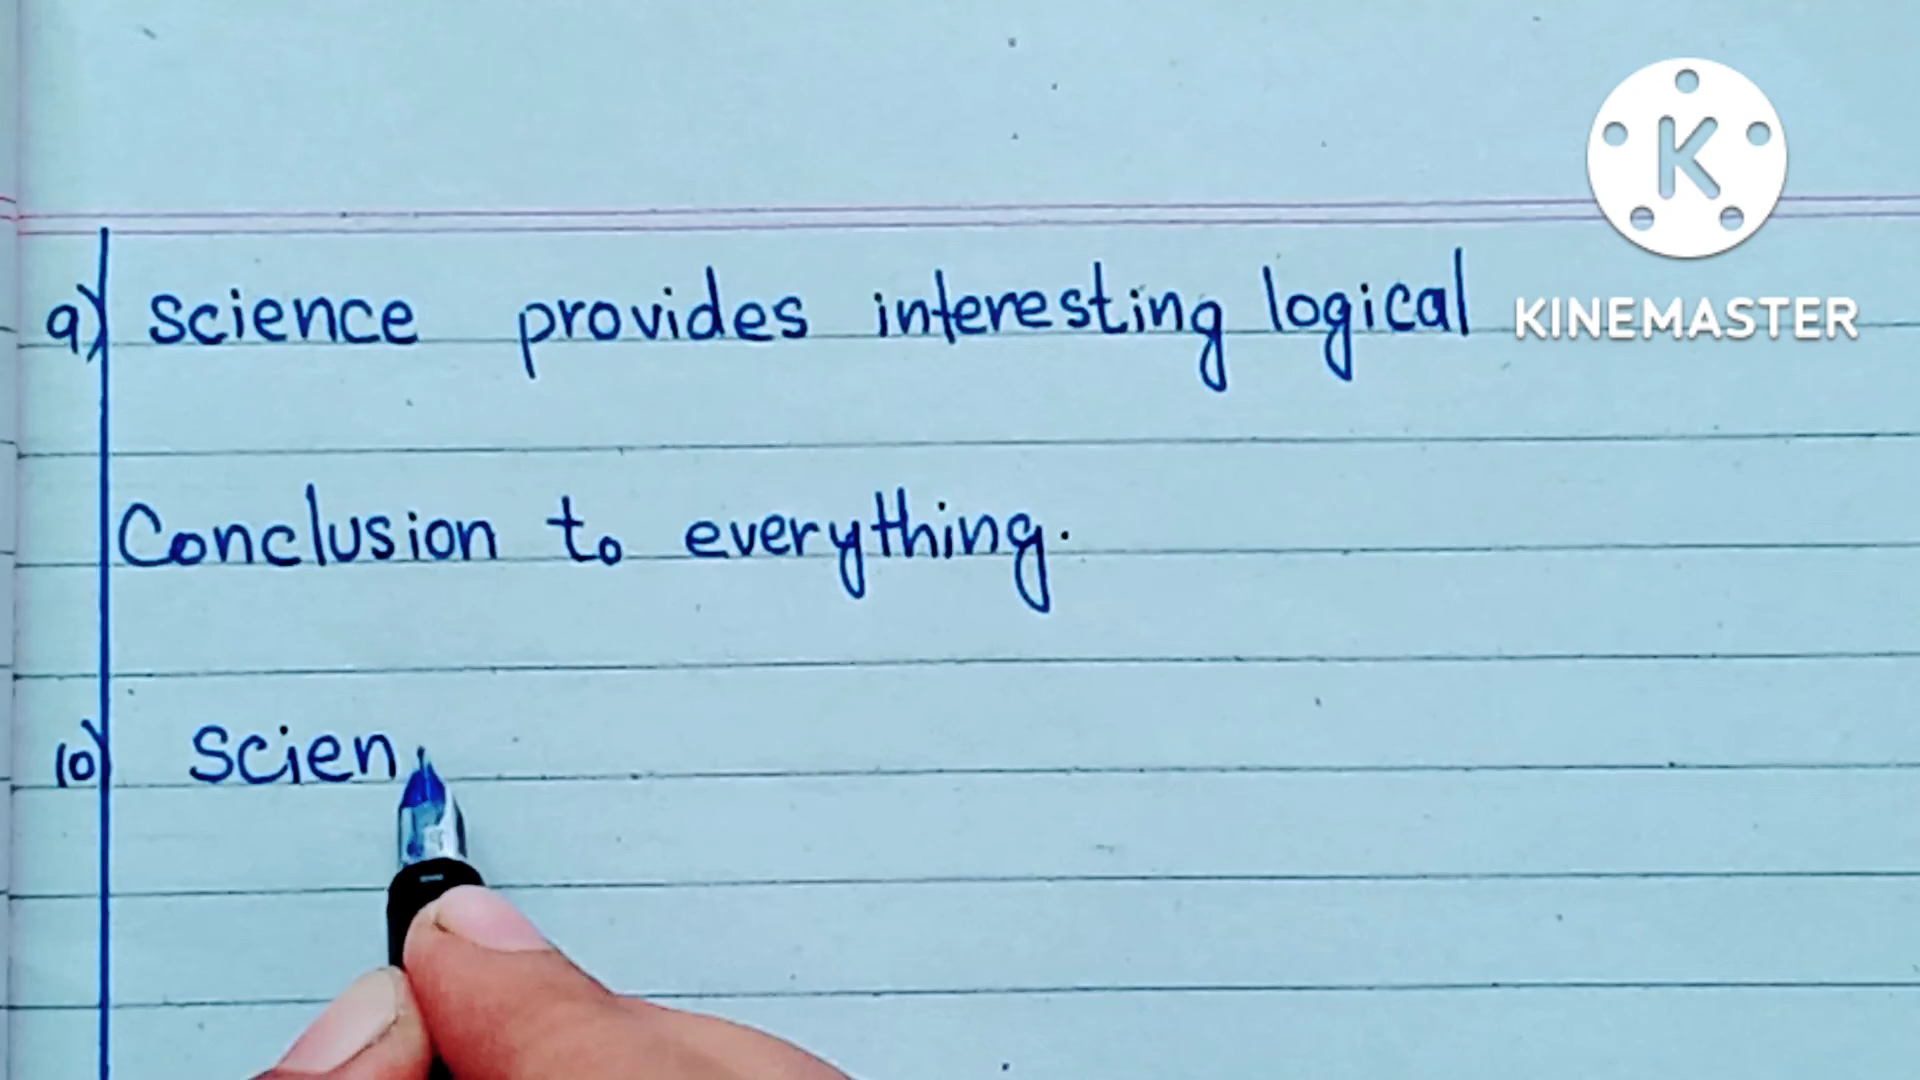 9) science provides interesting logical
Conclusion to everything.
10) Scien
K
KINEMASTER